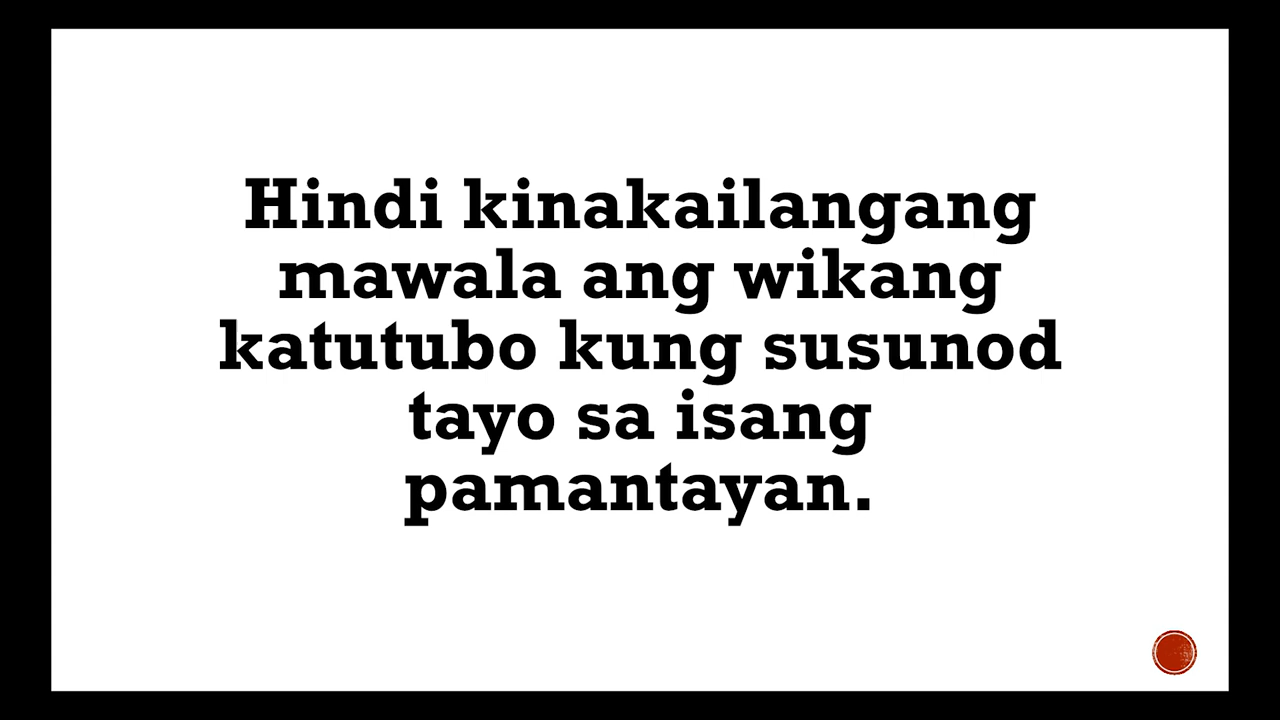 Hindi kinakailangang
mawala ang wikang
katutubo kung susunod
tayo sa isang
pamantayan.